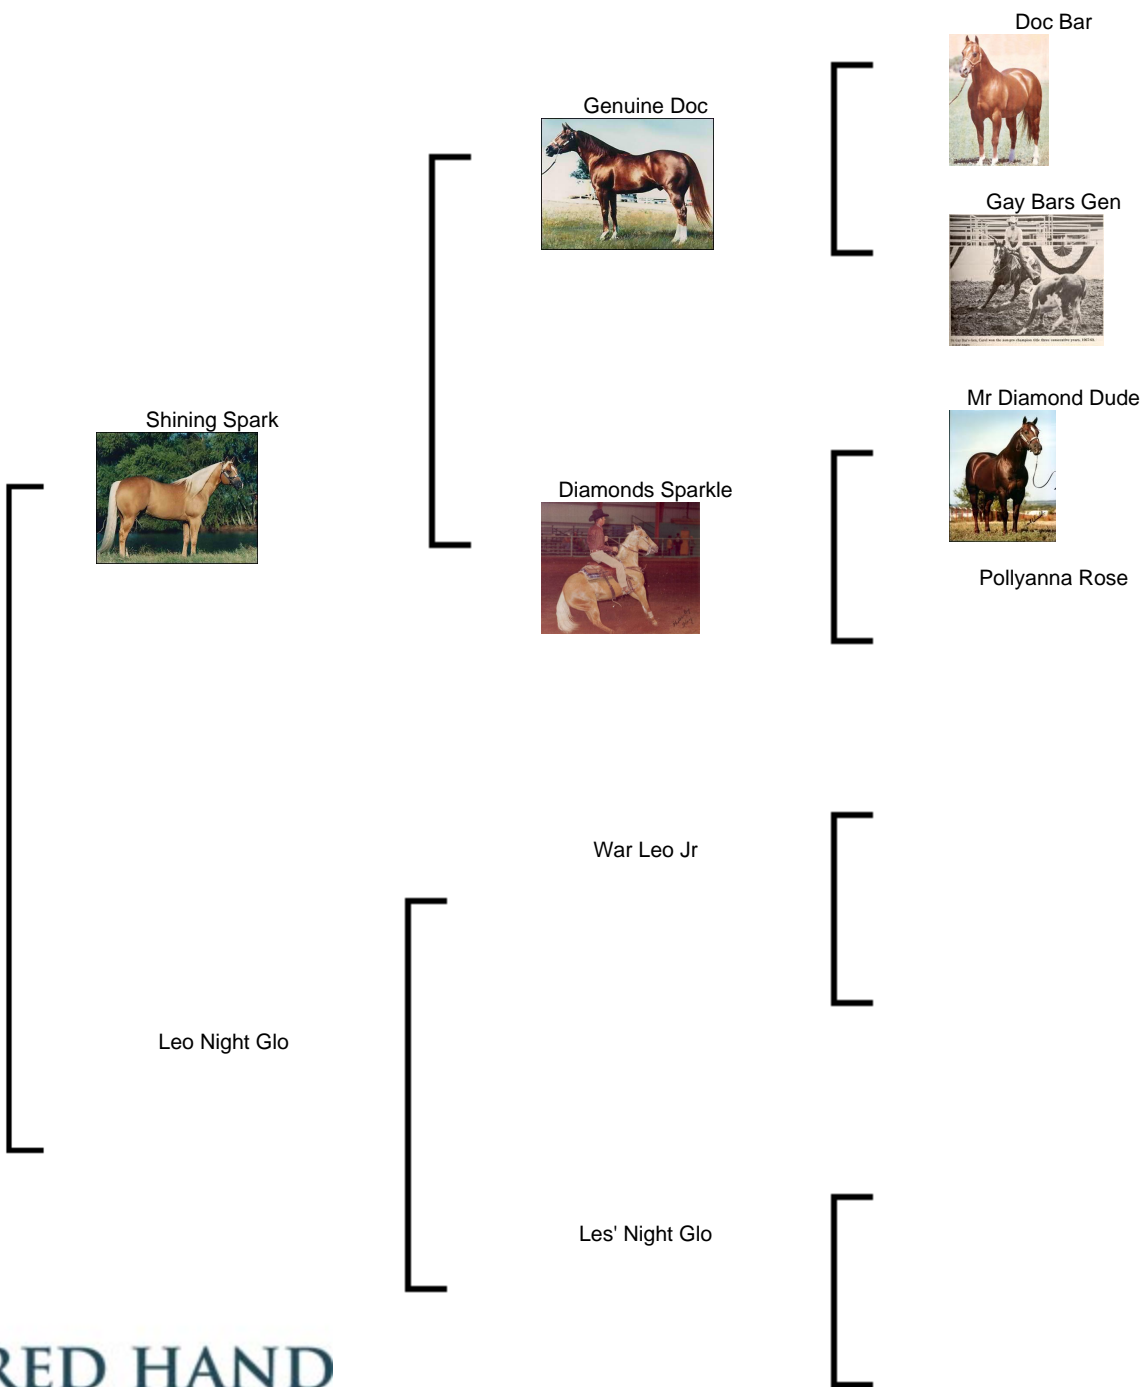 Doc Bar
Genuine Doc
Gay Bars Gen
Mr Diamond Dude
Shining Spark
Diamonds Sparkle
Pollyanna Rose
War Leo Jr
Leo Night Glo
Les' Night Glo
RED HAND